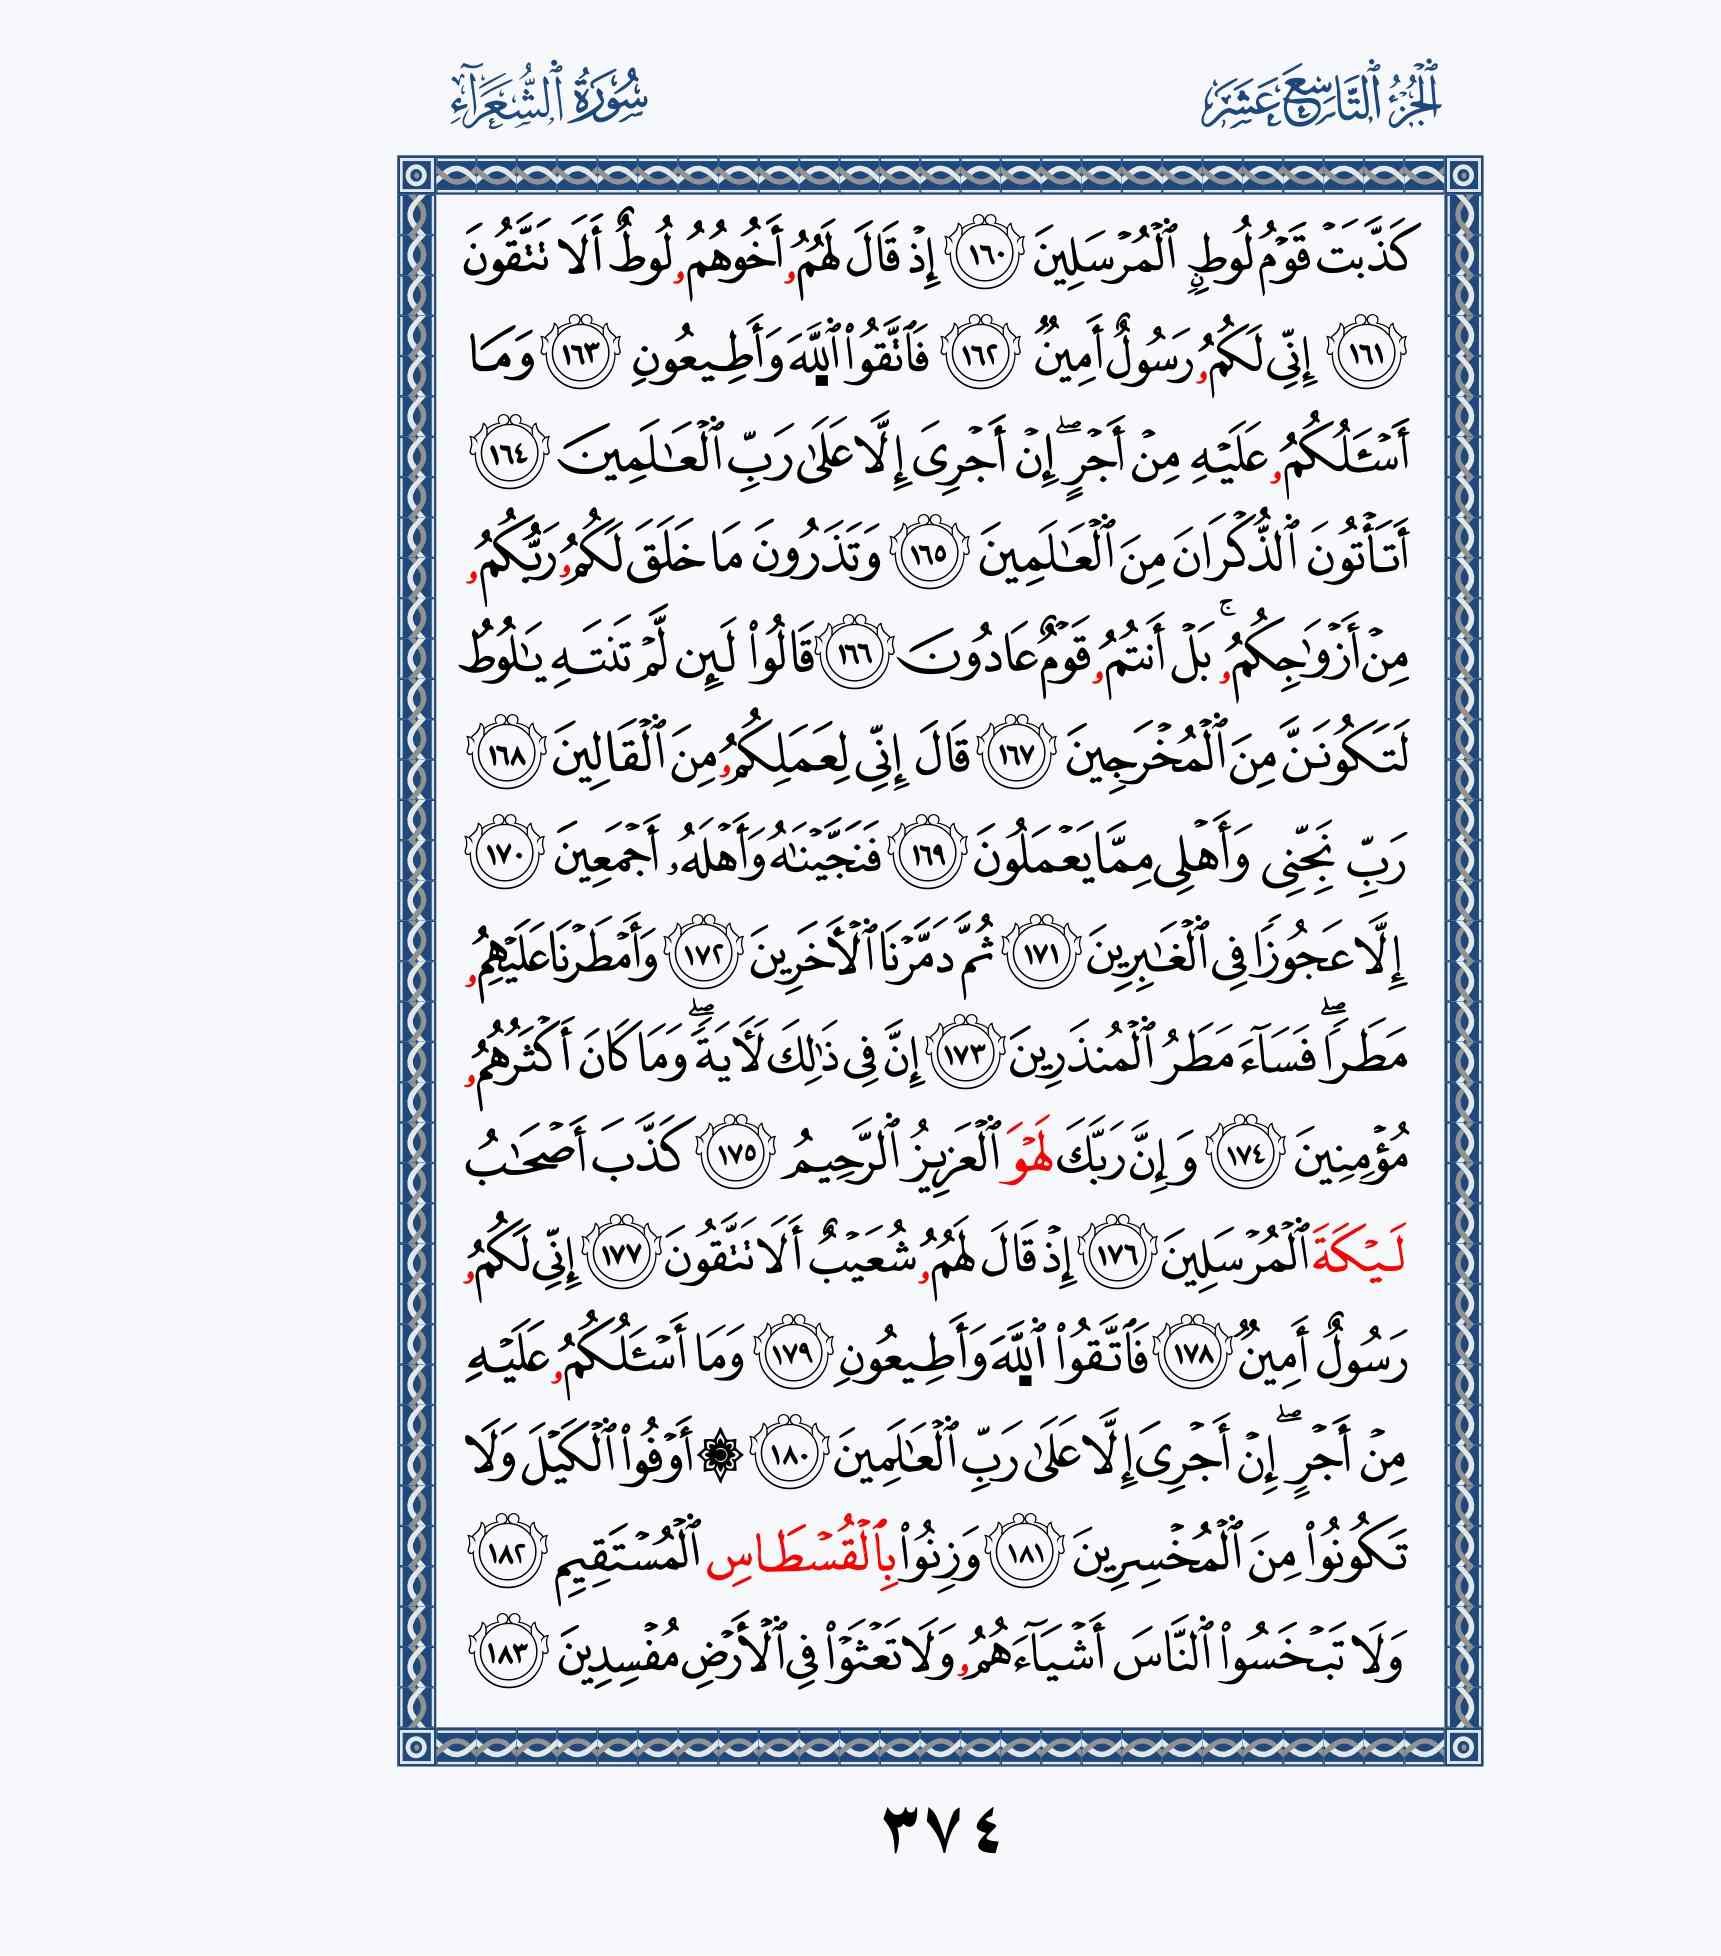 الجُزْءُ ٱلتَّاسِعَ عَشَرَ
سُورَةُ ٱلشُّعَرَآءِ
كَذَّبَتۡ قَوۡمُ لُوطٍ ٱلۡمُرۡسَلِينَ ١٦٠ إِذۡ قَالَ لَهُمُۥ أَخُوهُمُۥ لُوطٌ أَلَا تَتَّقُونَ
١٦١ إِنِّى لَكُمُۥ رَسُولٌ أَمِينٌ ١٦٢ فَٱتَّقُواْ ٱللَّهَ وَأَطِيعُونِ ١٦٣ وَمَا
أَسۡـَٔلُكُمُۥ عَلَيۡهِ مِنۡ أَجۡرٍۖ إِنۡ أَجۡرِىَ إِلَّا عَلَىٰ رَبِّ ٱلۡعَٰلَمِينَ ١٦٤
أَتَأۡتُونَ ٱلذُّكۡرَانَ مِنَ ٱلۡعَٰلَمِينَ ١٦٥ وَتَذَرُونَ مَا خَلَقَ لَكُمُۥ رَبُّكُمُۥ
مِنۡ أَزۡوَٰجِكُمُۥۚ بَلۡ أَنتُمُۥ قَوۡمٌ عَادُونَ ١٦٦ قَالُواْ لَئِن لَّمۡ تَنتَهِ يَٰلُوطُ
لَتَكُونَنَّ مِنَ ٱلۡمُخۡرَجِينَ ١٦٧ قَالَ إِنِّى لِعَمَلِكُمُۥ مِنَ ٱلۡقَالِينَ ١٦٨
رَبِّ نَجِّنِى وَأَهۡلِى مِمَّا يَعۡمَلُونَ ١٦٩ فَنَجَّيۡنَٰهُ وَأَهۡلَهُۥ أَجۡمَعِينَ ١٧٠
إِلَّا عَجُوزًا فِى ٱلۡغَٰبِرِينَ ١٧١ ثُمَّ دَمَّرۡنَا ٱلۡأَخَرِينَ ١٧٢ وَأَمۡطَرۡنَا عَلَيۡهِمُۥ
مَطَرًاۖ فَسَآءَ مَطَرُ ٱلۡمُنذَرِينَ ١٧٣ إِنَّ فِى ذَٰلِكَ لَأَيَةًۖ وَمَا كَانَ أَكۡثَرُهُمُۥ
مُؤۡمِنِينَ ١٧٤ وَإِنَّ رَبَّكَ لَهۡوَ ٱلۡعَزِيزُ ٱلرَّحِيمُ ١٧٥ كَذَّبَ أَصۡحَٰبُ
لَيۡكَةَ ٱلۡمُرۡسَلِينَ ١٧٦ إِذۡ قَالَ لَهُمُۥ شُعَيۡبٌ أَلَا تَتَّقُونَ ١٧٧ إِنِّى لَكُمُۥ
رَسُولٌ أَمِينٌ ١٧٨ فَٱتَّقُواْ ٱللَّهَ وَأَطِيعُونِ ١٧٩ وَمَا أَسۡـَٔلُكُمُۥ عَلَيۡهِ
مِنۡ أَجۡرٍۖ إِنۡ أَجۡرِىَ إِلَّا عَلَىٰ رَبِّ ٱلۡعَٰلَمِينَ ١٨٠ ۞ أَوۡفُواْ ٱلۡكَيۡلَ وَلَا
تَكُونُواْ مِنَ ٱلۡمُخۡسِرِينَ ١٨١ وَزِنُواْ بِٱلۡقُسۡطَاسِ ٱلۡمُسۡتَقِيمِ ١٨٢
وَلَا تَبۡخَسُواْ ٱلنَّاسَ أَشۡيَآءَهُمُۥ وَلَا تَعۡثَوۡاْ فِى ٱلۡأَرۡضِ مُفۡسِدِينَ ١٨٣
٣٧٤